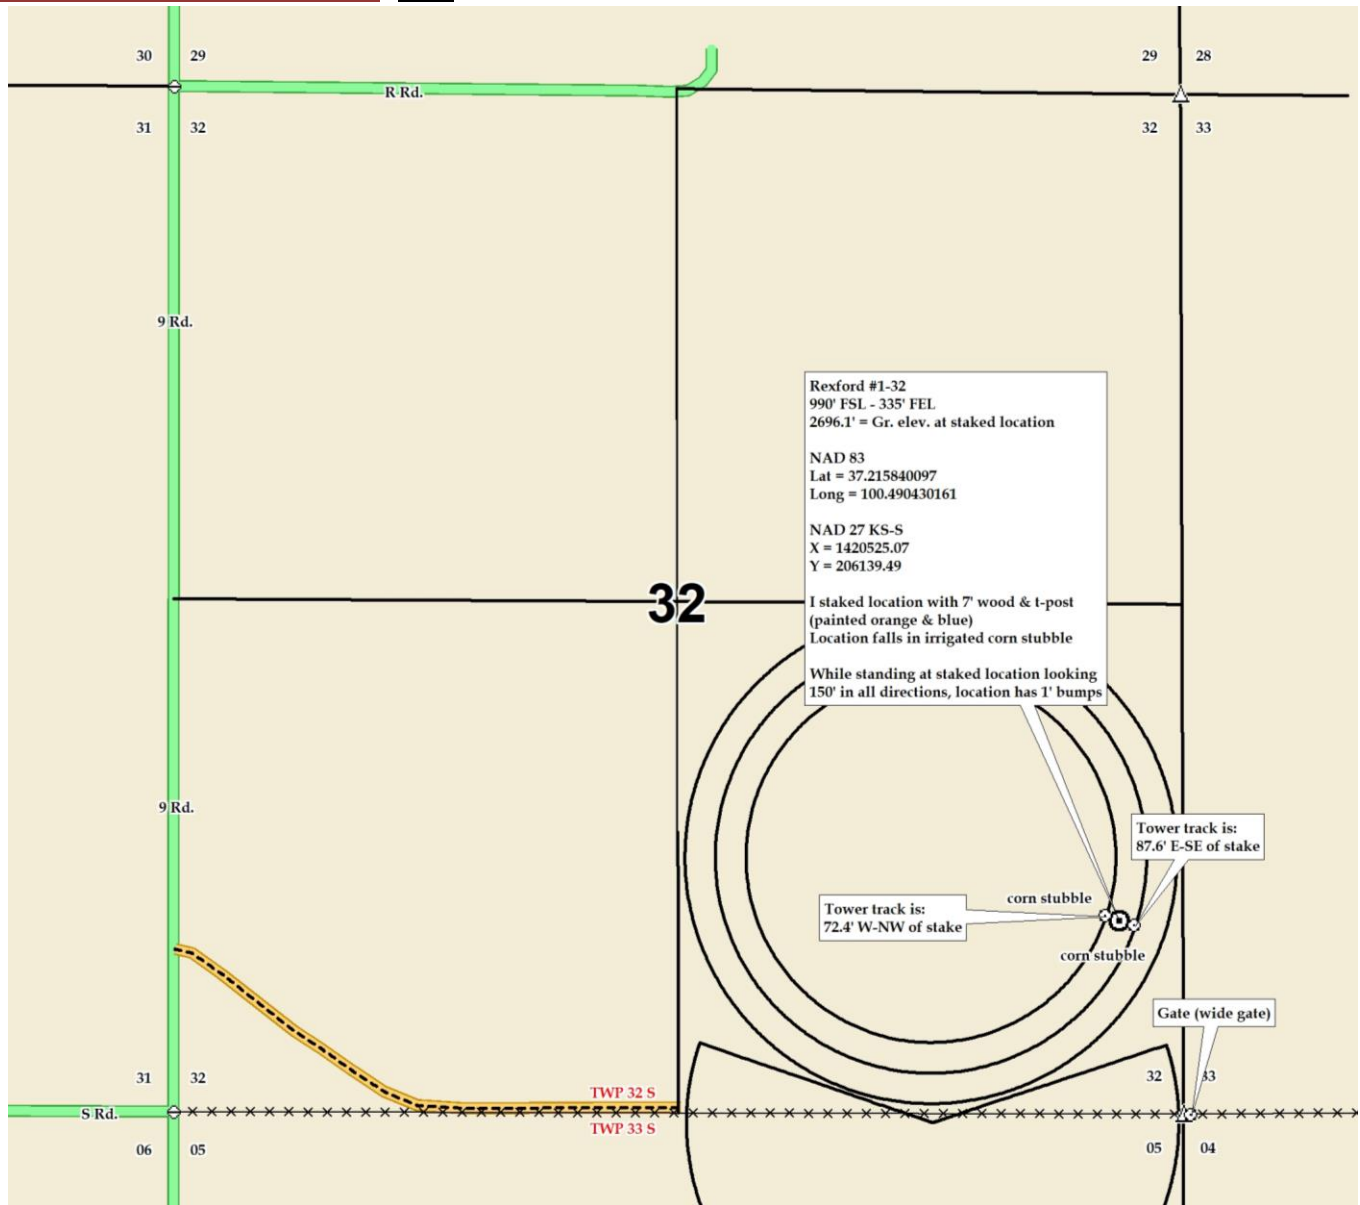 30 29
29 28
R Rd.
31 32
32 33
9 Rd.
Rexford #1-32
990' FSL - 335' FEL
2696.1' = Gr. elev. at staked location
NAD 83
Lat = 37.215840097
Long = 100.490430161
NAD 27 KS-S
X = 1420525.07
Y = 206139.49
I staked location with 7' wood & t-post
(painted orange & blue)
Location falls in irrigated corn stubble
While standing at staked location looking
150' in all directions, location has 1' bumps
32
9 Rd.
Tower track is:
87.6' E-SE of stake
corn stubble
Tower track is:
72.4' W-NW of stake
corn stubble
Gate (wide gate)
31 32
32 33
TWP 32 S
S Rd.
TWP 33 S
06 05
05 04